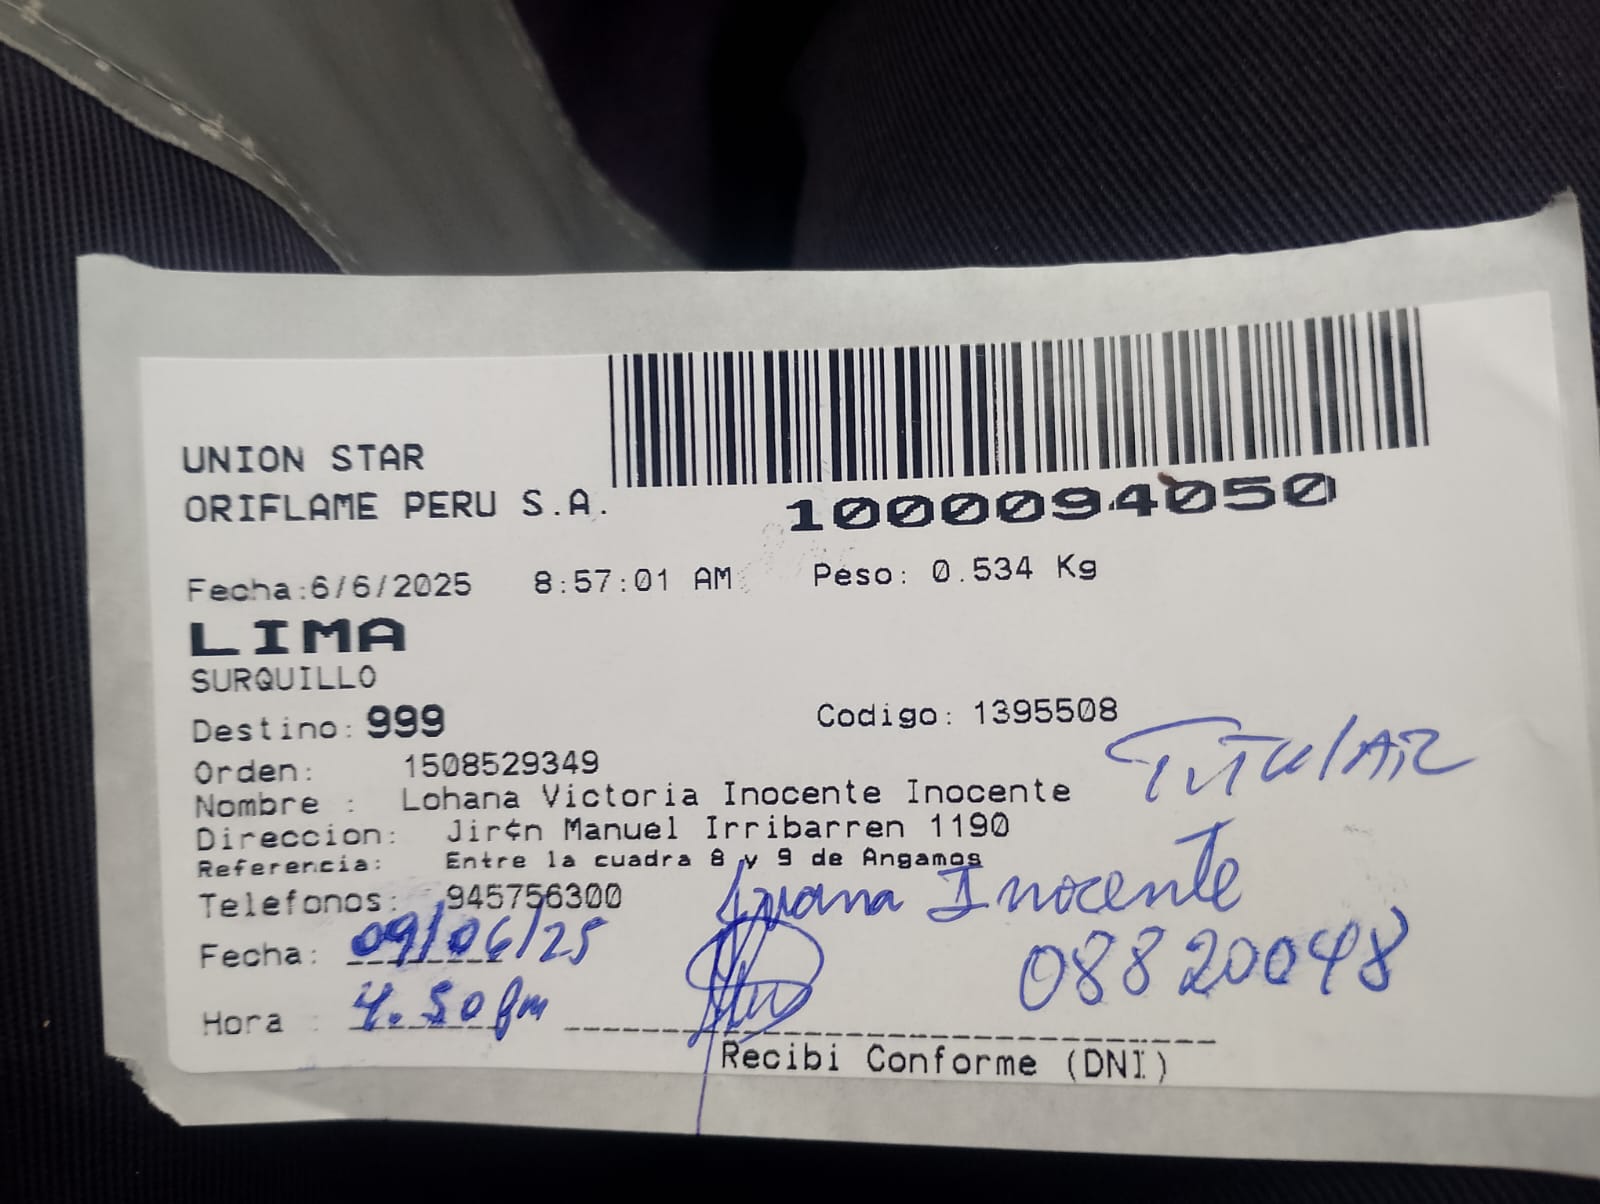 UNION STAR
ORIFLAME PERU S.A.
1000094050
Fecha:6/6/2025 8:57:01 AM Peso: 0.534 Kg
LIMA
SURQUILLO
Destino: 999 Codigo: 1395508
Orden: 1508529349
TITULAR
Nombre : Lohana Victoria Inocente Inocente
Direccion: Jir¢n Manuel Irribarren 1190
Referencia: Entre la cuadra 8 y 9 de Angamos
Telefonos: 945756300
Inocente
Fecha: 09/06/25
08820048
Hora : 4.50 pm
Recibi Conforme (DNI)